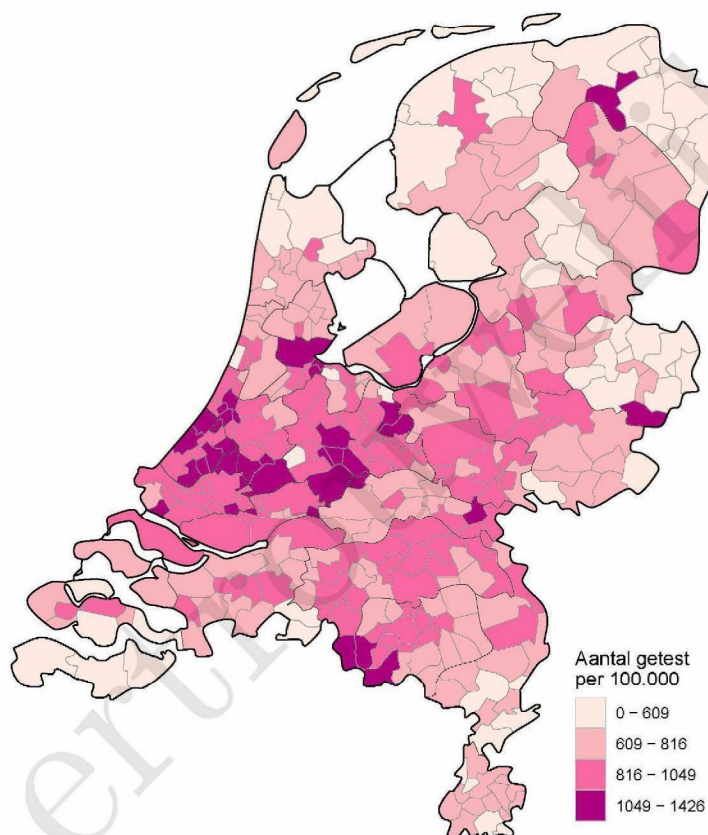 Aantal getest
per 100.000
0 – 609
609 – 816
816 – 1049
1049 – 1426